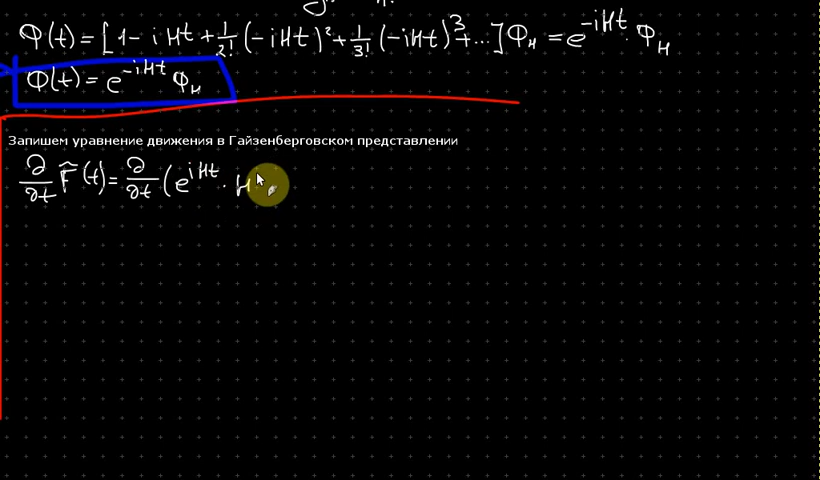 Φ(t) = [1 - iHt + 1/2! (-iHt)² + 1/3! (-iHt)³ + ...] Φ_H = e^{-iHt} · Φ_H
Φ(t) = e^{-iHt} Φ_H
Запишем уравнение движения в Гайзенберговском представлении
∂/∂t F̃(t) = ∂/∂t (e^{iHt} ·